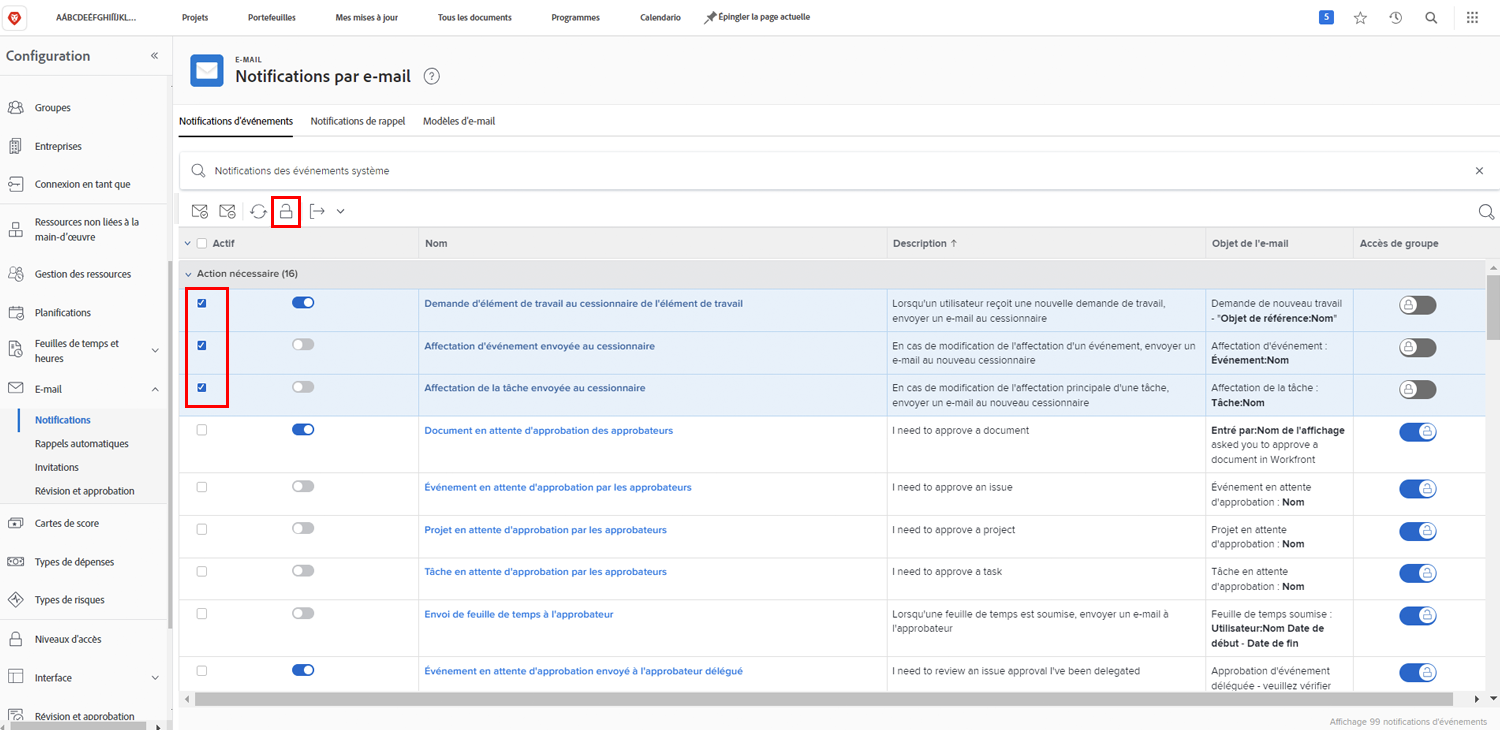 AÁBCDEÉFGHIÍJKL...
Projets
Portefeuilles
Mes mises à jour
Tous les documents
Programmes
Calendario
Épingler la page actuelle
5
Configuration
Groupes
Entreprises
Connexion en tant que
Ressources non liées à la
main-d'œuvre
Gestion des ressources
Planifications
Feuilles de temps et
heures
E-mail
Notifications
Rappels automatiques
Invitations
Révision et approbation
Cartes de score
Types de dépenses
Types de risques
Niveaux d'accès
Interface
Révision et approbation
E-MAIL
Notifications par e-mail
?
Notifications d'événements
Notifications de rappel
Modèles d'e-mail
Notifications des événements système
Actif
Nom
Description ↑
Objet de l'e-mail
Accès de groupe
Action nécessaire (16)
Demande d'élément de travail au cessionnaire de l'élément de travail
Lorsqu'un utilisateur reçoit une nouvelle demande de travail,
envoyer un e-mail au cessionnaire
Demande de nouveau travail
- "Objet de référence:Nom"
Affectation d'événement envoyée au cessionnaire
En cas de modification de l'affectation d'un événement, envoyer un
e-mail au nouveau cessionnaire
Affectation d'événement :
Événement:Nom
Affectation de la tâche envoyée au cessionnaire
En cas de modification de l'affectation principale d'une tâche,
envoyer un e-mail au nouveau cessionnaire
Affectation de la tâche :
Tâche:Nom
Document en attente d'approbation des approbateurs
I need to approve a document
Entré par:Nom de l'affichage
asked you to approve a
document in Workfront
Événement en attente d'approbation par les approbateurs
I need to approve an issue
Événement en attente
d'approbation : Nom
Projet en attente d'approbation par les approbateurs
I need to approve a project
Projet en attente
d'approbation : Nom
Tâche en attente d'approbation par les approbateurs
I need to approve a task
Tâche en attente
d'approbation : Nom
Envoi de feuille de temps à l'approbateur
Lorsqu'une feuille de temps est soumise, envoyer un e-mail à
l'approbateur
Feuille de temps soumise :
Utilisateur:Nom Date de
début - Date de fin
Événement en attente d'approbation envoyé à l'approbateur délégué
I need to review an issue approval I've been delegated
Approbation d'événement
déléguée - veuillez vérifier
Affichage 99 notifications d'événements